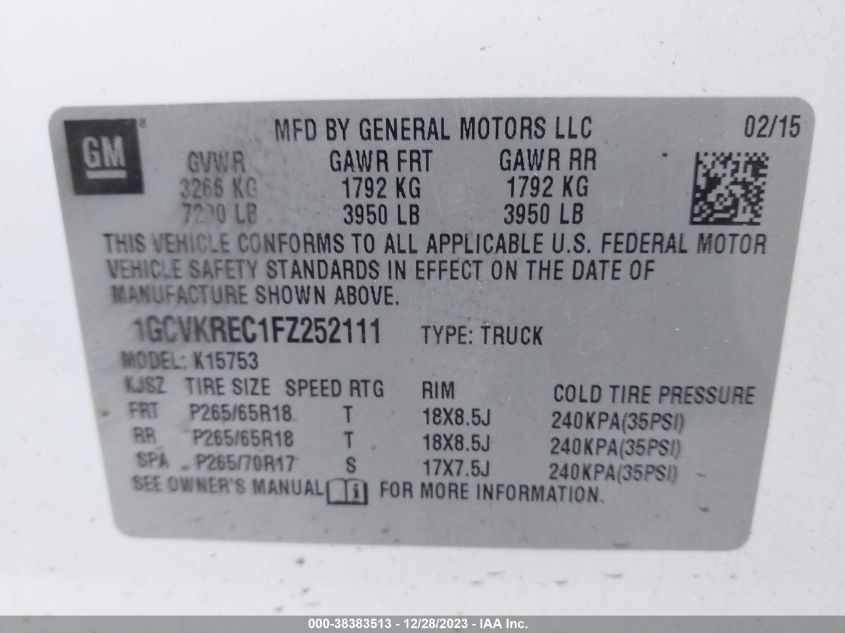 GM ® MFD BY GENERAL MOTORS LLC 02/15
GVWR GAWR FRT GAWR RR
3266 KG 1792 KG 1792 KG
7200 LB 3950 LB 3950 LB
THIS VEHICLE CONFORMS TO ALL APPLICABLE U.S. FEDERAL MOTOR
VEHICLE SAFETY STANDARDS IN EFFECT ON THE DATE OF
MANUFACTURE SHOWN ABOVE.
1GCVKREC1FZ252111 TYPE: TRUCK
MODEL: K15753
KJSZ TIRE SIZE SPEED RTG RIM COLD TIRE PRESSURE
FRT P265/65R18 T 18X8.5J 240KPA(35PSI)
RR P265/65R18 T 18X8.5J 240KPA(35PSI)
SPA P265/70R17 S 17X7.5J 240KPA(35PSI)
SEE OWNER'S MANUAL i FOR MORE INFORMATION.
000-38383513 - 12/28/2023 - IAA Inc.